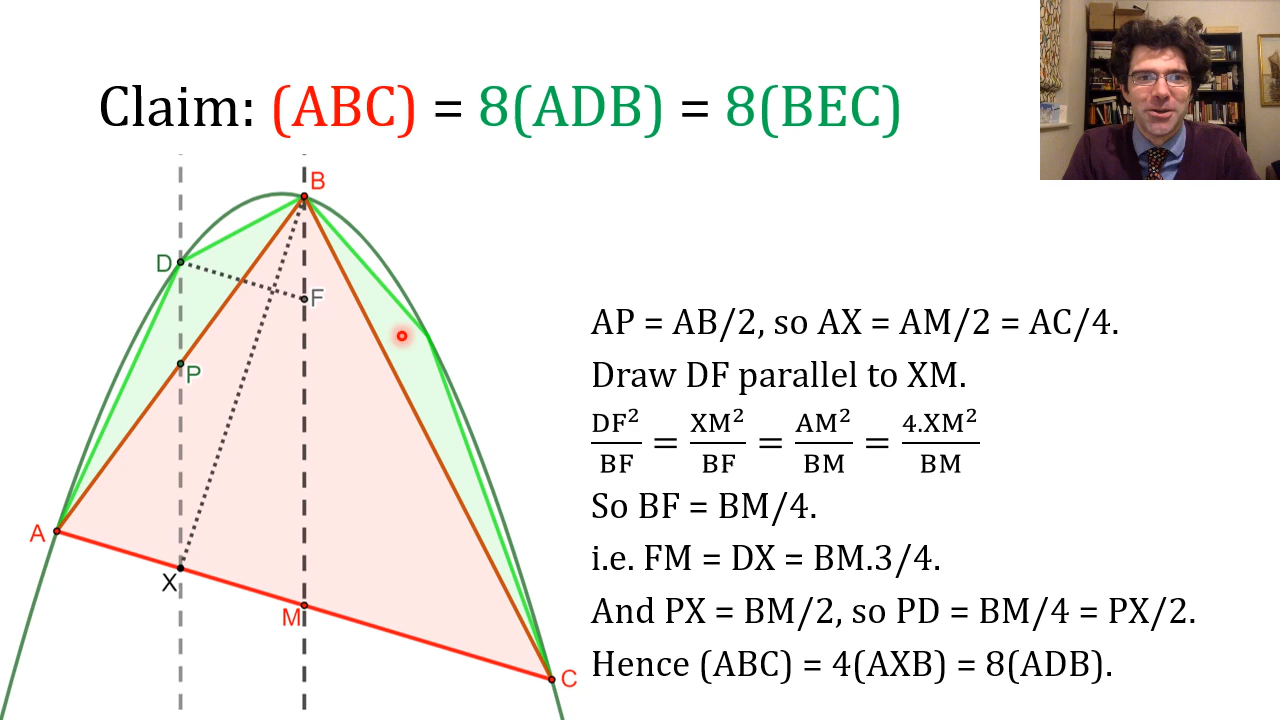 Claim: (ABC) = 8(ADB) = 8(BEC)
B
D
F
P
A
X
M
C
AP = AB/2, so AX = AM/2 = AC/4.
Draw DF parallel to XM.
DF²/BF = XM²/BF = AM²/BM = 4.XM²/BM
So BF = BM/4.
i.e. FM = DX = BM.3/4.
And PX = BM/2, so PD = BM/4 = PX/2.
Hence (ABC) = 4(AXB) = 8(ADB).